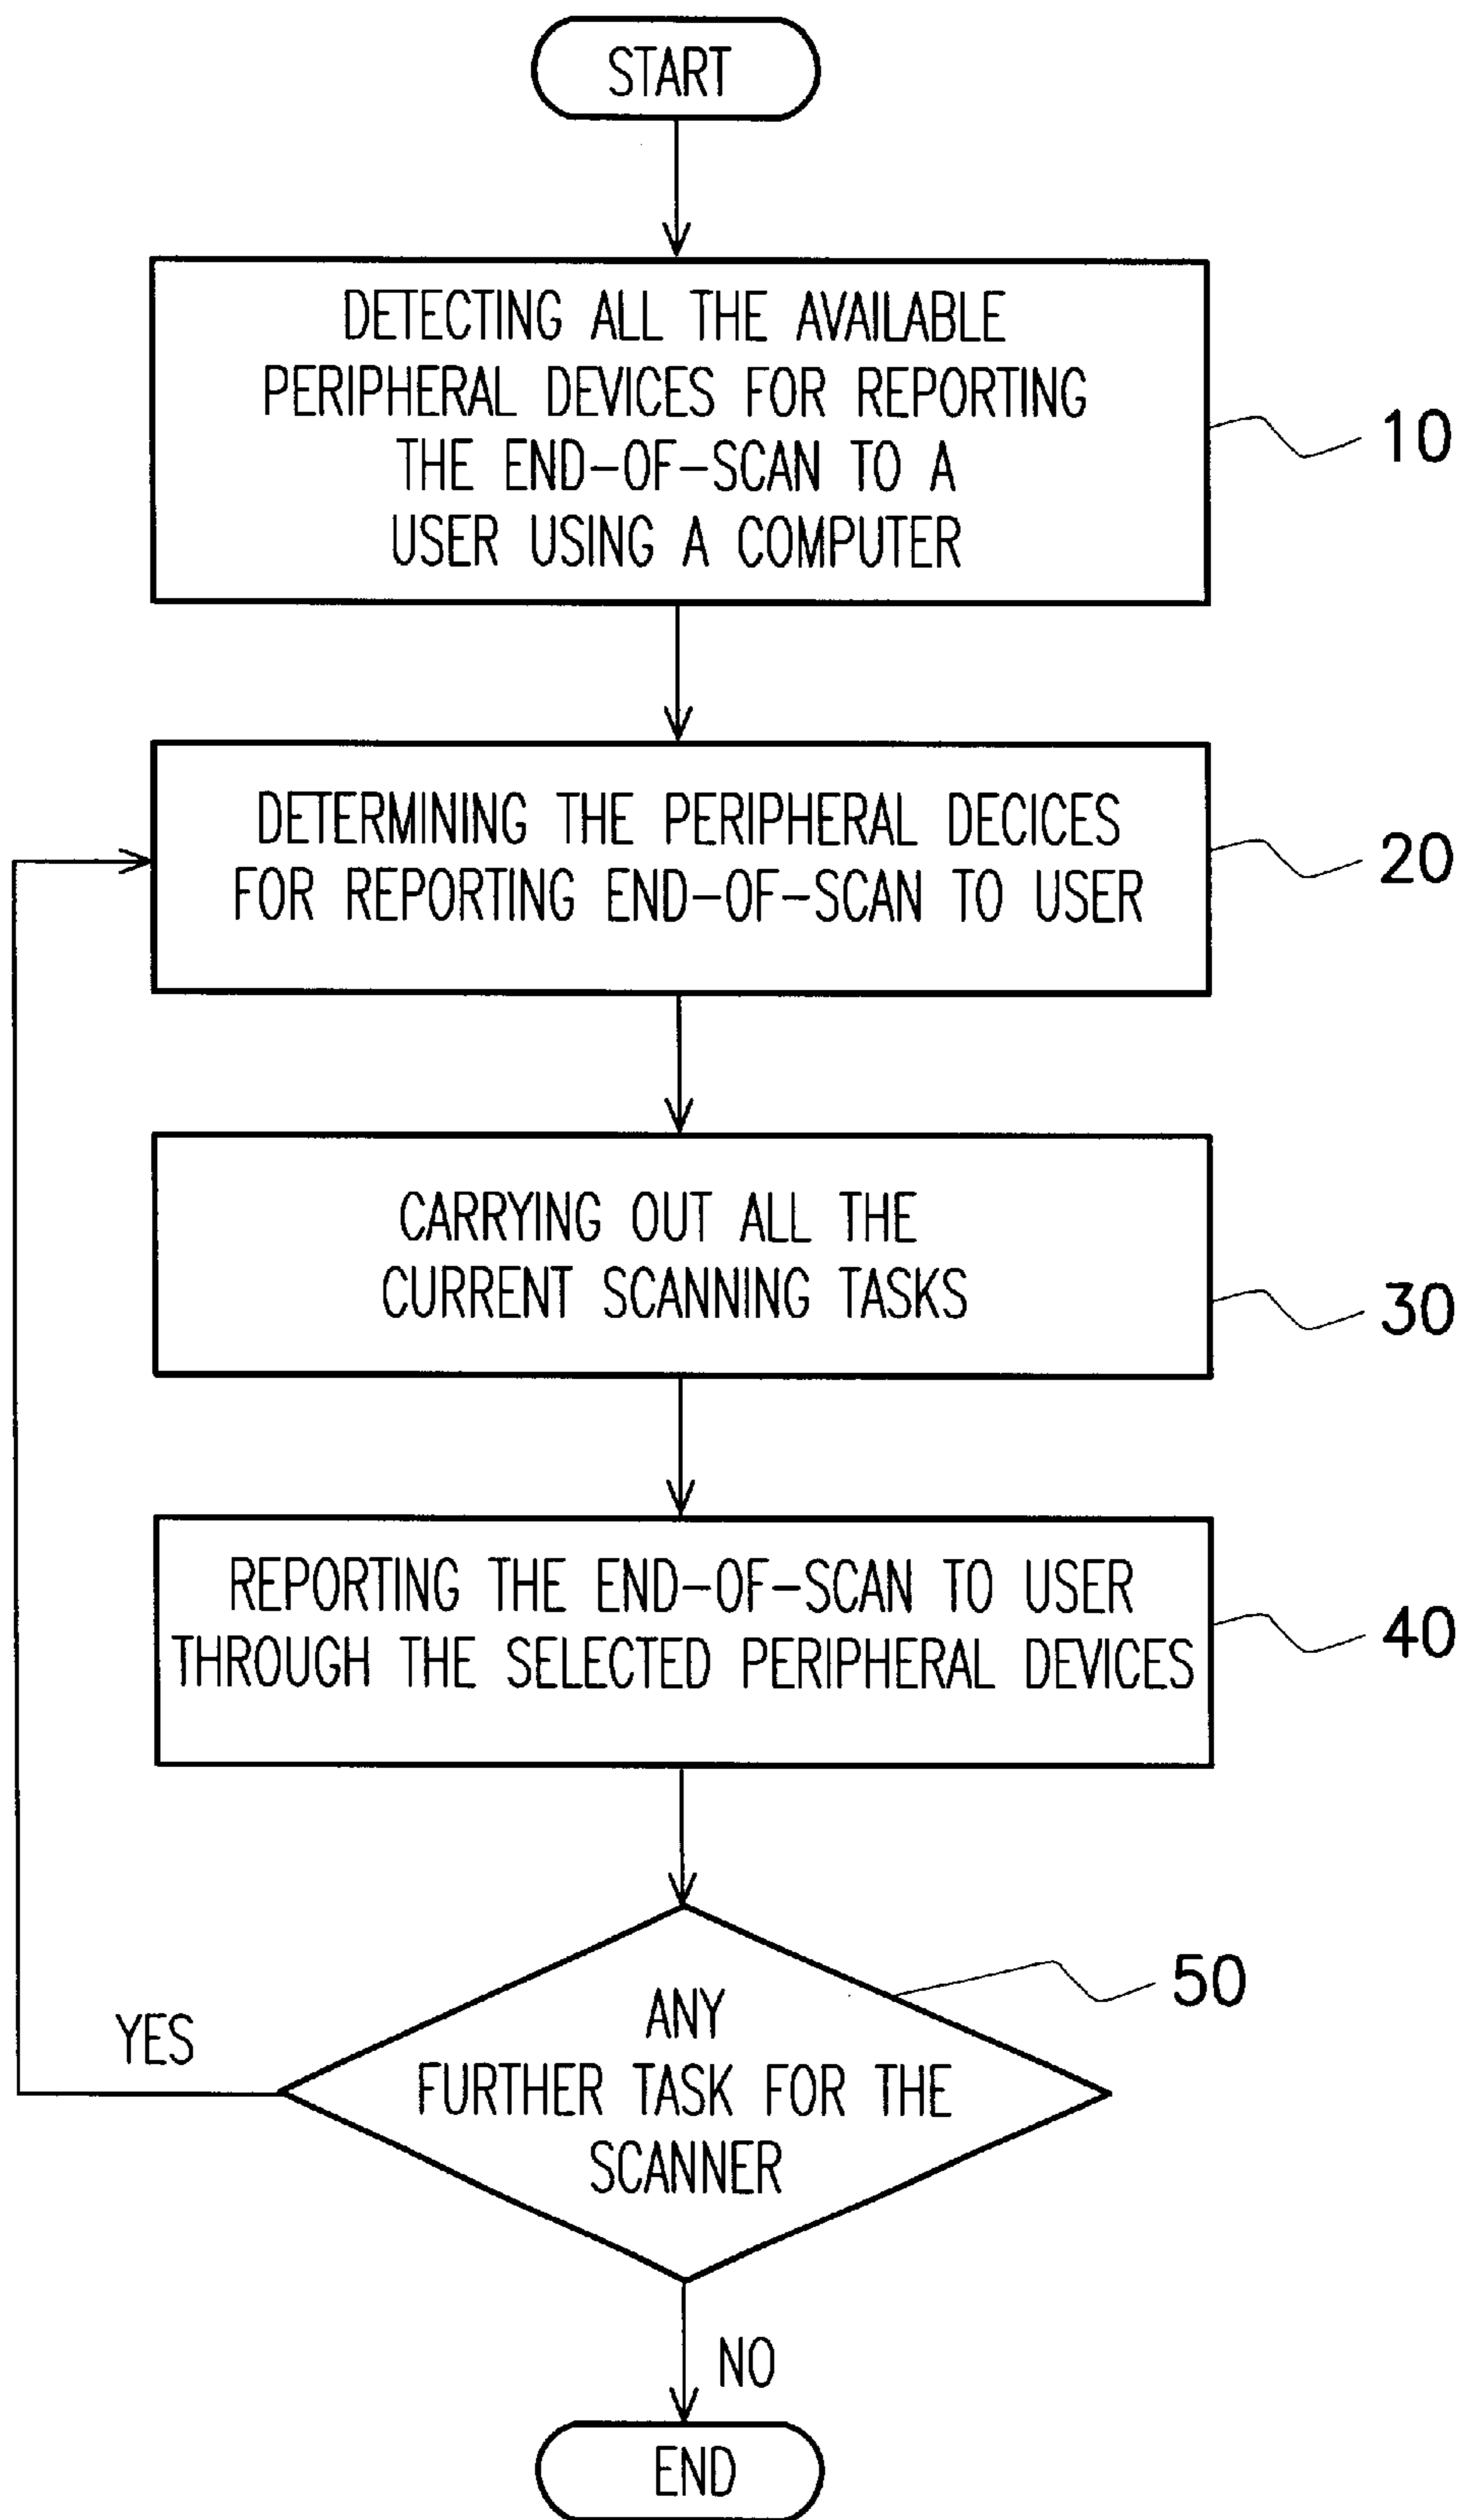 START
DETECTING ALL THE AVAILABLE
PERIPHERAL DEVICES FOR REPORTING
THE END-OF-SCAN TO A
USER USING A COMPUTER
10
DETERMINING THE PERIPHERAL DECICES
FOR REPORTING END-OF-SCAN TO USER
20
CARRYING OUT ALL THE
CURRENT SCANNING TASKS
30
REPORTING THE END-OF-SCAN TO USER
THROUGH THE SELECTED PERIPHERAL DEVICES
40
50
ANY
FURTHER TASK FOR THE
SCANNER
YES
NO
END